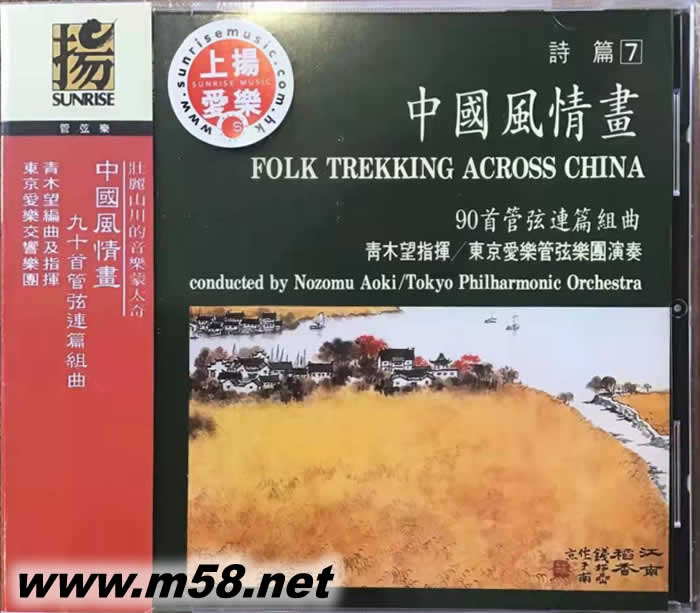 揚
SUNRISE
管弦樂
壯麗山川的音樂蒙太奇
中國風情畫
九十首管弦連篇組曲
青木望編曲及指揮
東京愛樂交響樂團
www.sunrisemusic.com.hk
上揚
SUNRISE MUSIC
愛樂
S
詩篇7
中國風情畫
FOLK TREKKING ACROSS CHINA
90首管弦連篇組曲
青木望指揮/東京愛樂管弦樂團演奏
conducted by Nozomu Aoki/Tokyo Philharmonic Orchestra
江南
稻香
www.m58.net